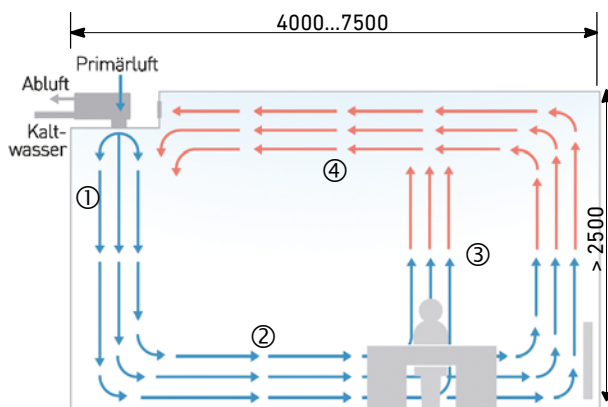 4000...7500
Primärluft
Abluft
Kalt-
wasser
①
④
> 2500
③
②